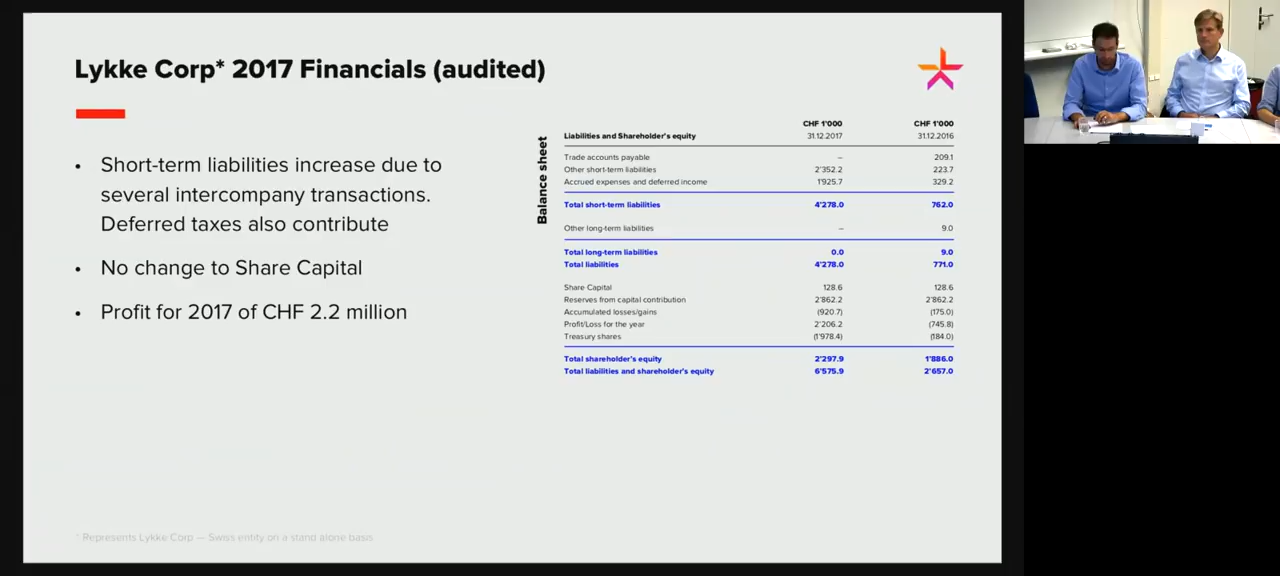 Lykke Corp* 2017 Financials (audited)
• Short-term liabilities increase due to
several intercompany transactions.
Deferred taxes also contribute
• No change to Share Capital
• Profit for 2017 of CHF 2.2 million
Balance sheet
CHF 1'000 CHF 1'000
Liabilities and Shareholder's equity 31.12.2017 31.12.2016
Trade accounts payable – 209.1
Other short-term liabilities 2'352.2 223.7
Accrued expenses and deferred income 1'925.7 329.2
Total short-term liabilities 4'278.0 762.0
Other long-term liabilities – 9.0
Total long-term liabilities 0.0 9.0
Total liabilities 4'278.0 771.0
Share Capital 128.6 128.6
Reserves from capital contribution 2'862.2 2'862.2
Accumulated losses/gains (920.7) (175.0)
Profit/Loss for the year 2'206.2 (745.8)
Treasury shares (1'978.4) (184.0)
Total shareholder's equity 2'297.9 1'886.0
Total liabilities and shareholder's equity 6'575.9 2'657.0
* Represents Lykke Corp — Swiss entity on a stand alone basis